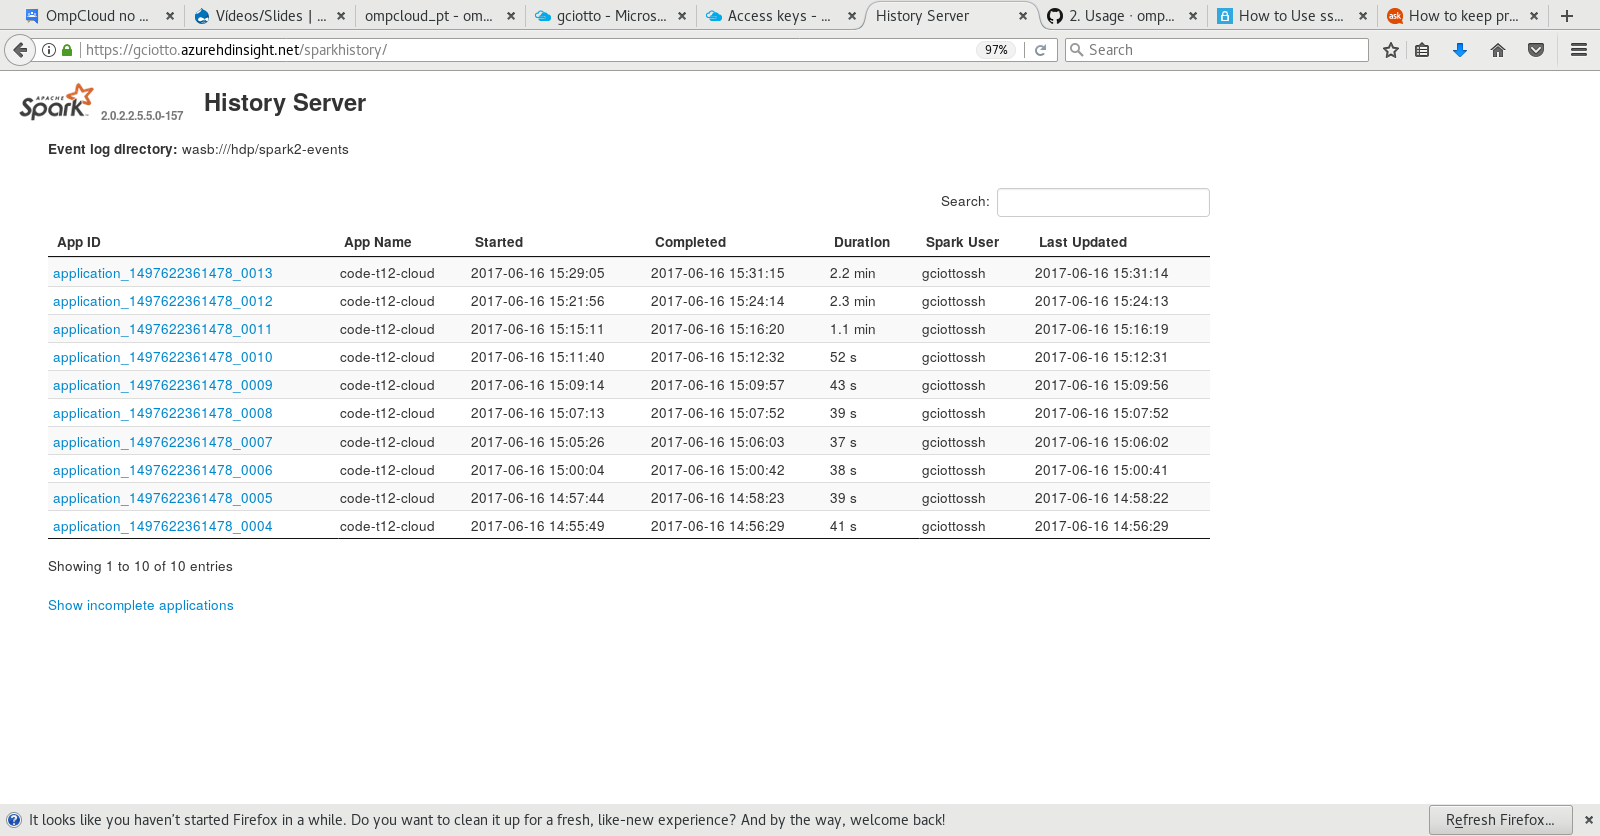 OmpCloud no ...
Vídeos/Slides | ...
ompcloud_pt - om...
gciotto - Micros...
Access keys - ...
History Server
2. Usage · omp...
How to Use ss...
ask How to keep pr...
https://gciotto.azurehdinsight.net/sparkhistory/ 97% Search
APACHE Spark 2.0.2.2.5.5.0-157 History Server
Event log directory: wasb:///hdp/spark2-events
Search:
App ID App Name Started Completed Duration Spark User Last Updated
application_1497622361478_0013 code-t12-cloud 2017-06-16 15:29:05 2017-06-16 15:31:15 2.2 min gciottossh 2017-06-16 15:31:14
application_1497622361478_0012 code-t12-cloud 2017-06-16 15:21:56 2017-06-16 15:24:14 2.3 min gciottossh 2017-06-16 15:24:13
application_1497622361478_0011 code-t12-cloud 2017-06-16 15:15:11 2017-06-16 15:16:20 1.1 min gciottossh 2017-06-16 15:16:19
application_1497622361478_0010 code-t12-cloud 2017-06-16 15:11:40 2017-06-16 15:12:32 52 s gciottossh 2017-06-16 15:12:31
application_1497622361478_0009 code-t12-cloud 2017-06-16 15:09:14 2017-06-16 15:09:57 43 s gciottossh 2017-06-16 15:09:56
application_1497622361478_0008 code-t12-cloud 2017-06-16 15:07:13 2017-06-16 15:07:52 39 s gciottossh 2017-06-16 15:07:52
application_1497622361478_0007 code-t12-cloud 2017-06-16 15:05:26 2017-06-16 15:06:03 37 s gciottossh 2017-06-16 15:06:02
application_1497622361478_0006 code-t12-cloud 2017-06-16 15:00:04 2017-06-16 15:00:42 38 s gciottossh 2017-06-16 15:00:41
application_1497622361478_0005 code-t12-cloud 2017-06-16 14:57:44 2017-06-16 14:58:23 39 s gciottossh 2017-06-16 14:58:22
application_1497622361478_0004 code-t12-cloud 2017-06-16 14:55:49 2017-06-16 14:56:29 41 s gciottossh 2017-06-16 14:56:29
Showing 1 to 10 of 10 entries
Show incomplete applications
It looks like you haven't started Firefox in a while. Do you want to clean it up for a fresh, like-new experience? And by the way, welcome back! Refresh Firefox...